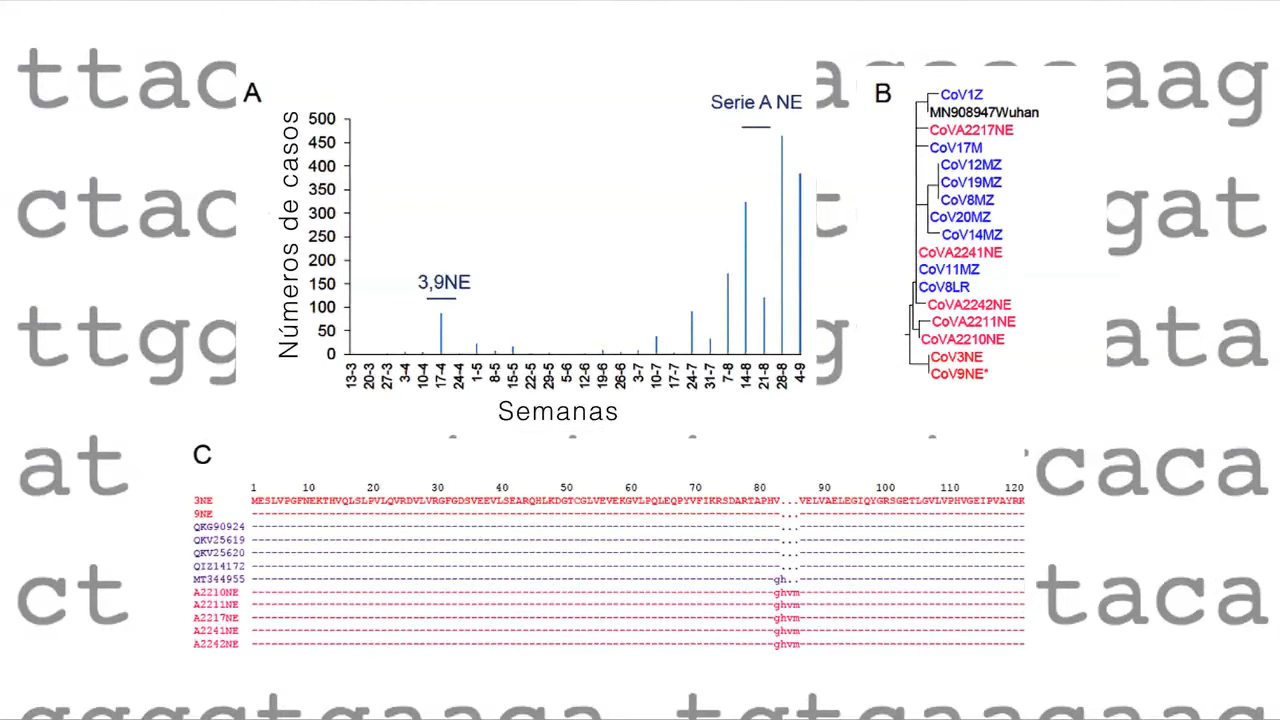 ttac
agacaaag
ctac
t
gat
ttgg
g
ata
at
rcaca
ct
taca
ggggtgaaga
tgtgaagaag
A
Serie A NE
3,9NE
Números de casos
500
450
400
350
300
250
200
150
100
50
0
13-3 20-3 27-3 3-4 10-4 17-4 24-4 1-5 8-5 15-5 22-5 29-5 5-6 12-6 19-6 26-6 3-7 10-7 17-7 24-7 31-7 7-8 14-8 21-8 28-8 4-9
Semanas
B
CoV1Z
MN908947Wuhan
CoVA2217NE
CoV17M
CoV12MZ
CoV19MZ
CoV8MZ
CoV20MZ
CoV14MZ
CoVA2241NE
CoV11MZ
CoV8LR
CoVA2242NE
CoVA2211NE
CoVA2210NE
CoV3NE
CoV9NE*
C
1 10 20 30 40 50 60 70 80 90 100 110 120
3NE MESLVPGFNEKTHVQLSLPVLQVRDVLVRGFGDSVEEVLSEARQHLKDGTCGLVEVEKGVLPQLEQPYVFIKRSDARTAPHV...VELVAELEGIQYGRSGETLGVLVPHVGEIPVAYRK
9NE ...
QKG90924 ...
QKV25619 ...
QKV25620 ...
QIZ14172 ...
MT344955 gh..
A2210NE ghvm
A2211NE ghvm
A2217NE ghvm
A2241NE ghvm
A2242NE ghvm